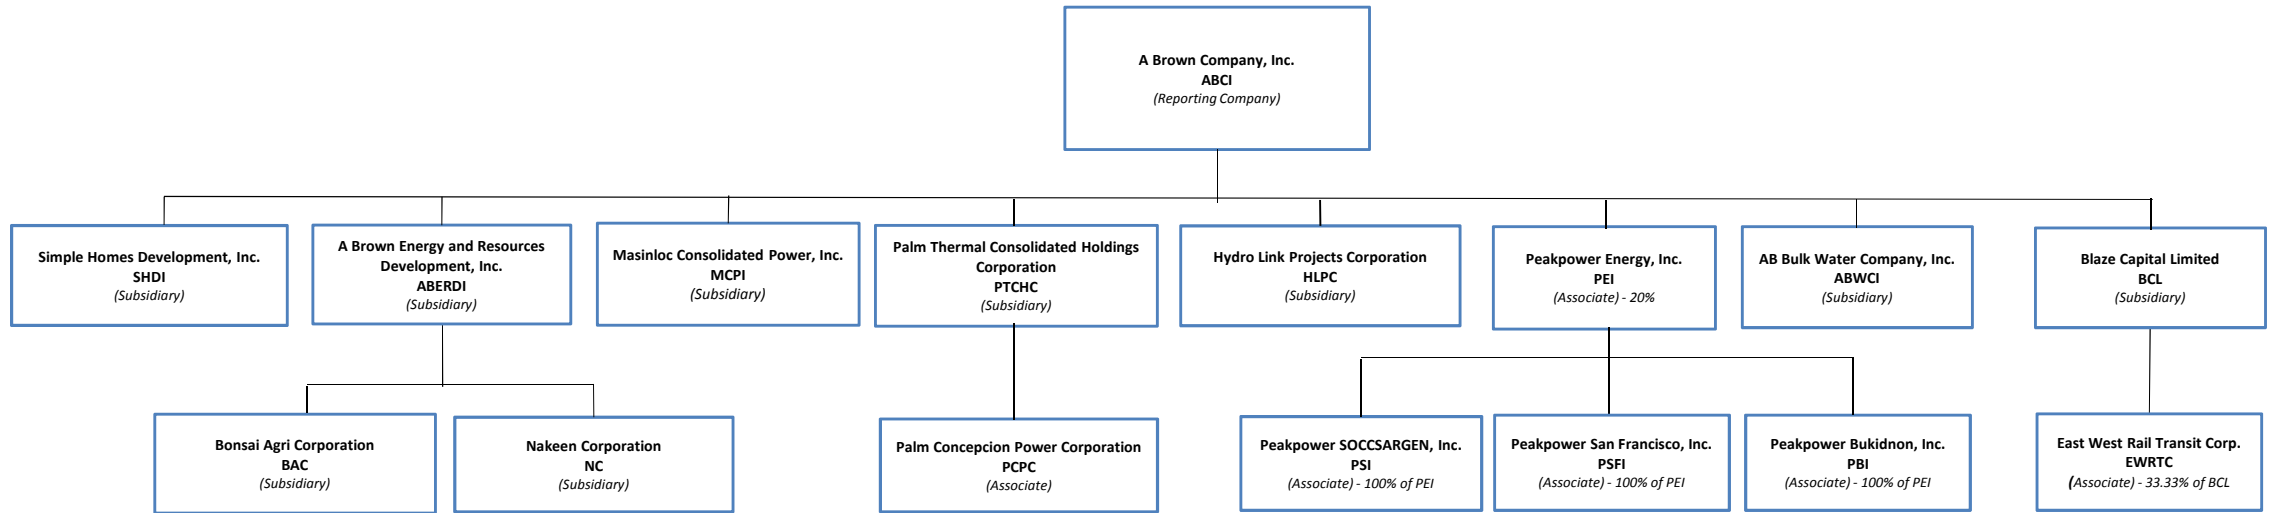 A Brown Company, Inc.
ABCI
(Reporting Company)
Simple Homes Development, Inc.
SHDI
(Subsidiary)
A Brown Energy and Resources
Development, Inc.
ABERDI
(Subsidiary)
Masinloc Consolidated Power, Inc.
MCPI
(Subsidiary)
Palm Thermal Consolidated Holdings
Corporation
PTCHC
(Subsidiary)
Hydro Link Projects Corporation
HLPC
(Subsidiary)
Peakpower Energy, Inc.
PEI
(Associate) - 20%
AB Bulk Water Company, Inc.
ABWCI
(Subsidiary)
Blaze Capital Limited
BCL
(Subsidiary)
Bonsai Agri Corporation
BAC
(Subsidiary)
Nakeen Corporation
NC
(Subsidiary)
Palm Concepcion Power Corporation
PCPC
(Associate)
Peakpower SOCCSARGEN, Inc.
PSI
(Associate) - 100% of PEI
Peakpower San Francisco, Inc.
PSFI
(Associate) - 100% of PEI
Peakpower Bukidnon, Inc.
PBI
(Associate) - 100% of PEI
East West Rail Transit Corp.
EWRTC
(Associate) - 33.33% of BCL